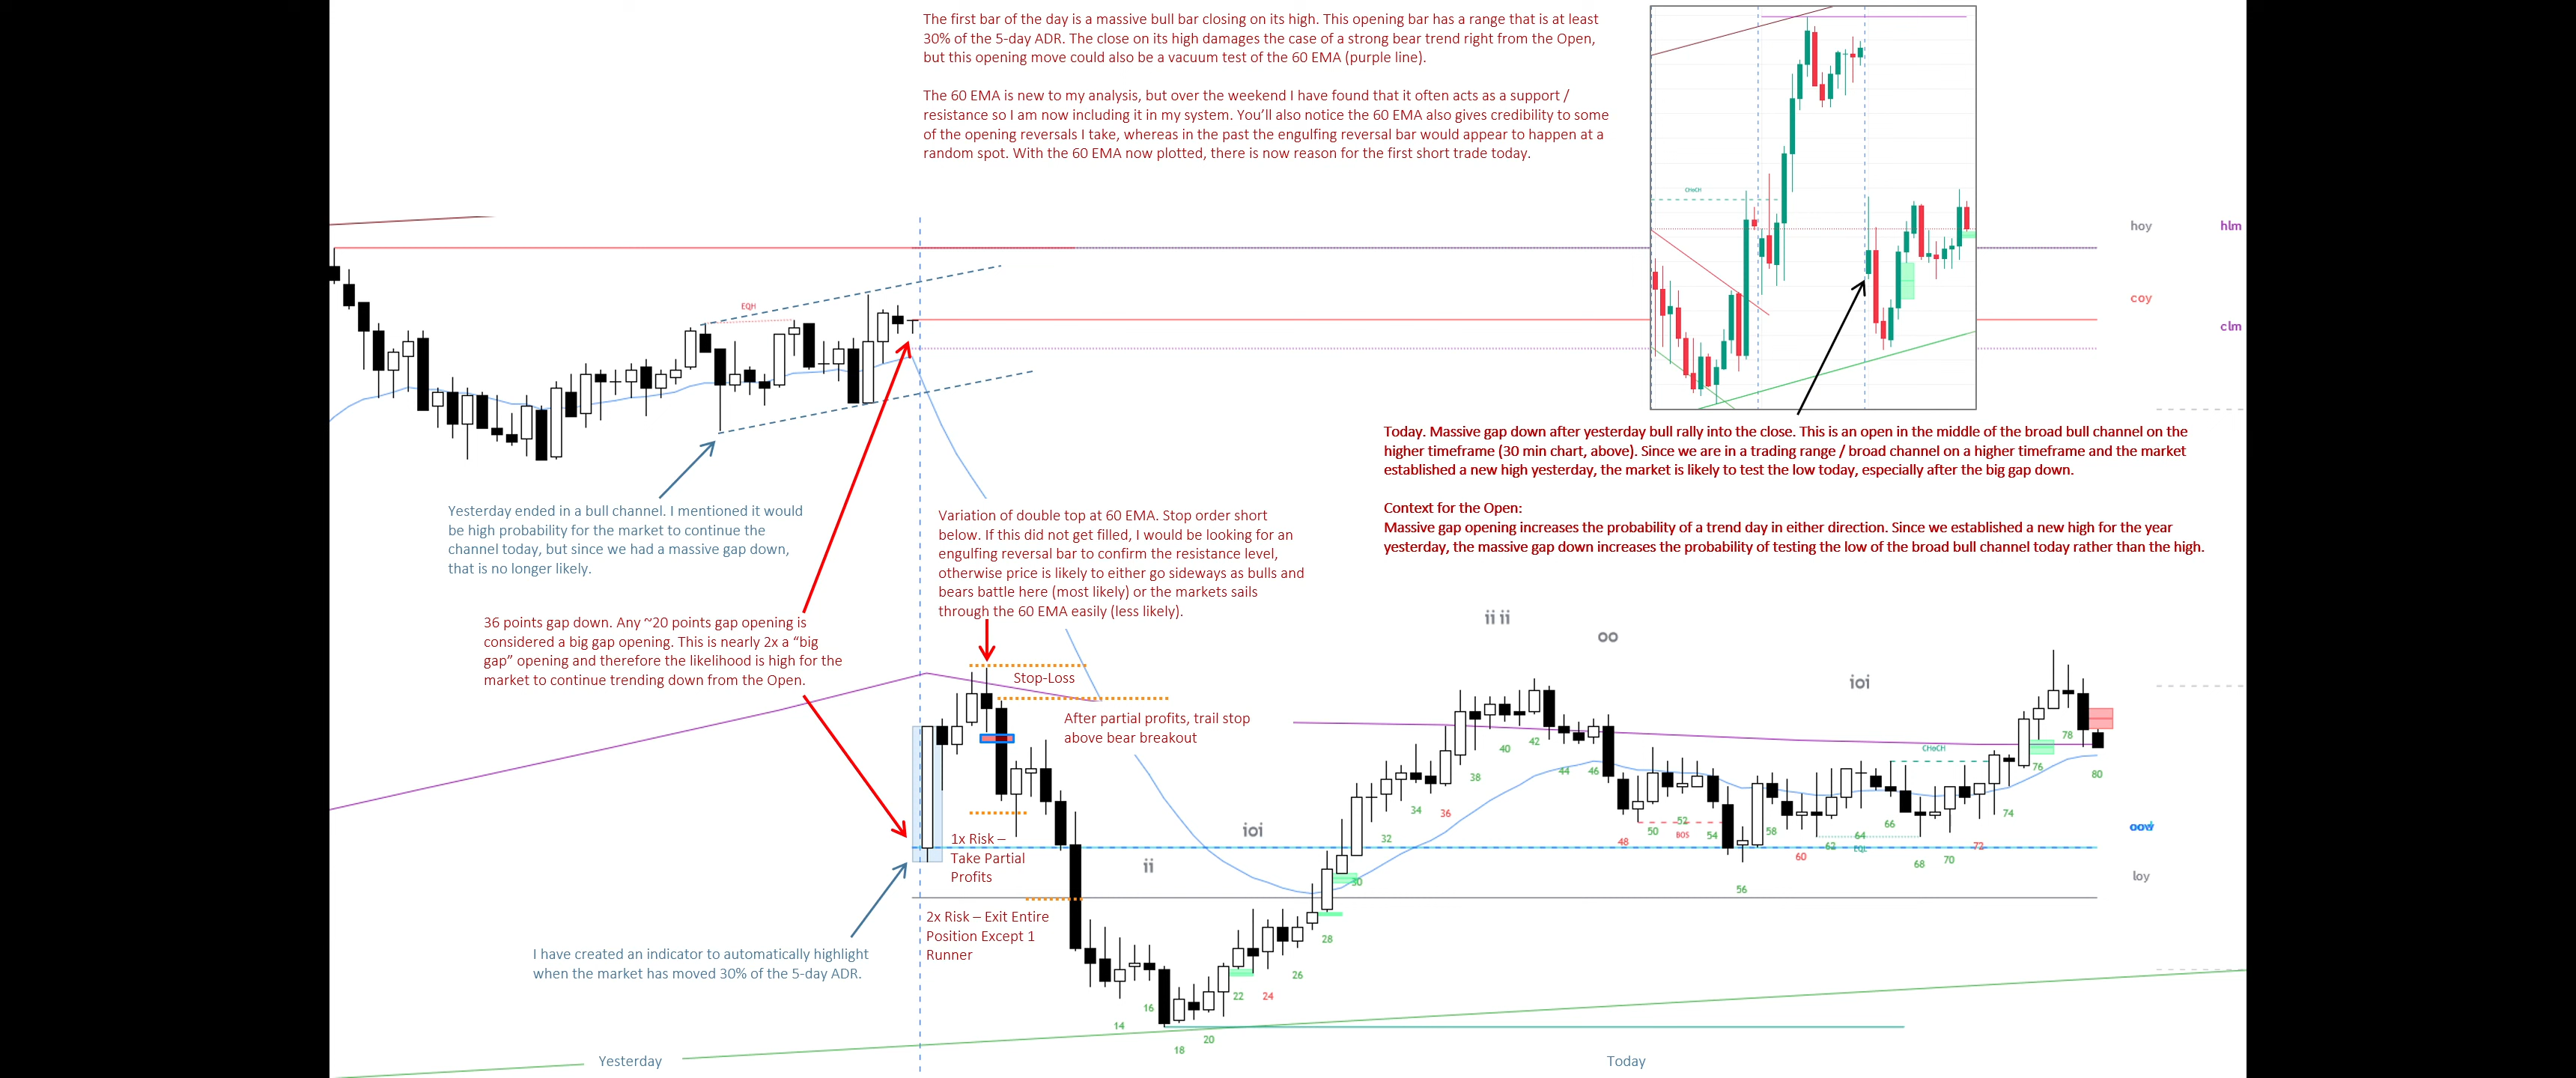 The first bar of the day is a massive bull bar closing on its high. This opening bar has a range that is at least
30% of the 5-day ADR. The close on its high damages the case of a strong bear trend right from the Open,
but this opening move could also be a vacuum test of the 60 EMA (purple line).
The 60 EMA is new to my analysis, but over the weekend I have found that it often acts as a support /
resistance so I am now including it in my system. You’ll also notice the 60 EMA also gives credibility to some
of the opening reversals I take, whereas in the past the engulfing reversal bar would appear to happen at a
random spot. With the 60 EMA now plotted, there is now reason for the first short trade today.
CHoCH
hoy
hlm
coy
clm
EQH
Today. Massive gap down after yesterday bull rally into the close. This is an open in the middle of the broad bull channel on the
higher timeframe (30 min chart, above). Since we are in a trading range / broad channel on a higher timeframe and the market
established a new high yesterday, the market is likely to test the low today, especially after the big gap down.
Context for the Open:
Massive gap opening increases the probability of a trend day in either direction. Since we established a new high for the year
yesterday, the massive gap down increases the probability of testing the low of the broad bull channel today rather than the high.
Yesterday ended in a bull channel. I mentioned it would
be high probability for the market to continue the
channel today, but since we had a massive gap down,
that is no longer likely.
Variation of double top at 60 EMA. Stop order short
below. If this did not get filled, I would be looking for an
engulfing reversal bar to confirm the resistance level,
otherwise price is likely to either go sideways as bulls and
bears battle here (most likely) or the markets sails
through the 60 EMA easily (less likely).
36 points gap down. Any ~20 points gap opening is
considered a big gap opening. This is nearly 2x a “big
gap” opening and therefore the likelihood is high for the
market to continue trending down from the Open.
Stop-Loss
After partial profits, trail stop
above bear breakout
1x Risk –
Take Partial
Profits
2x Risk – Exit Entire
Position Except 1
Runner
I have created an indicator to automatically highlight
when the market has moved 30% of the 5-day ADR.
ii
ioi
ii ii
oo
ioi
CHoCH
BOS
EQL
loy
14
16
18
20
22
24
26
28
30
32
34
36
38
40
42
44
46
48
50
52
54
56
58
60
62
64
66
68
70
72
74
76
78
80
Yesterday
Today